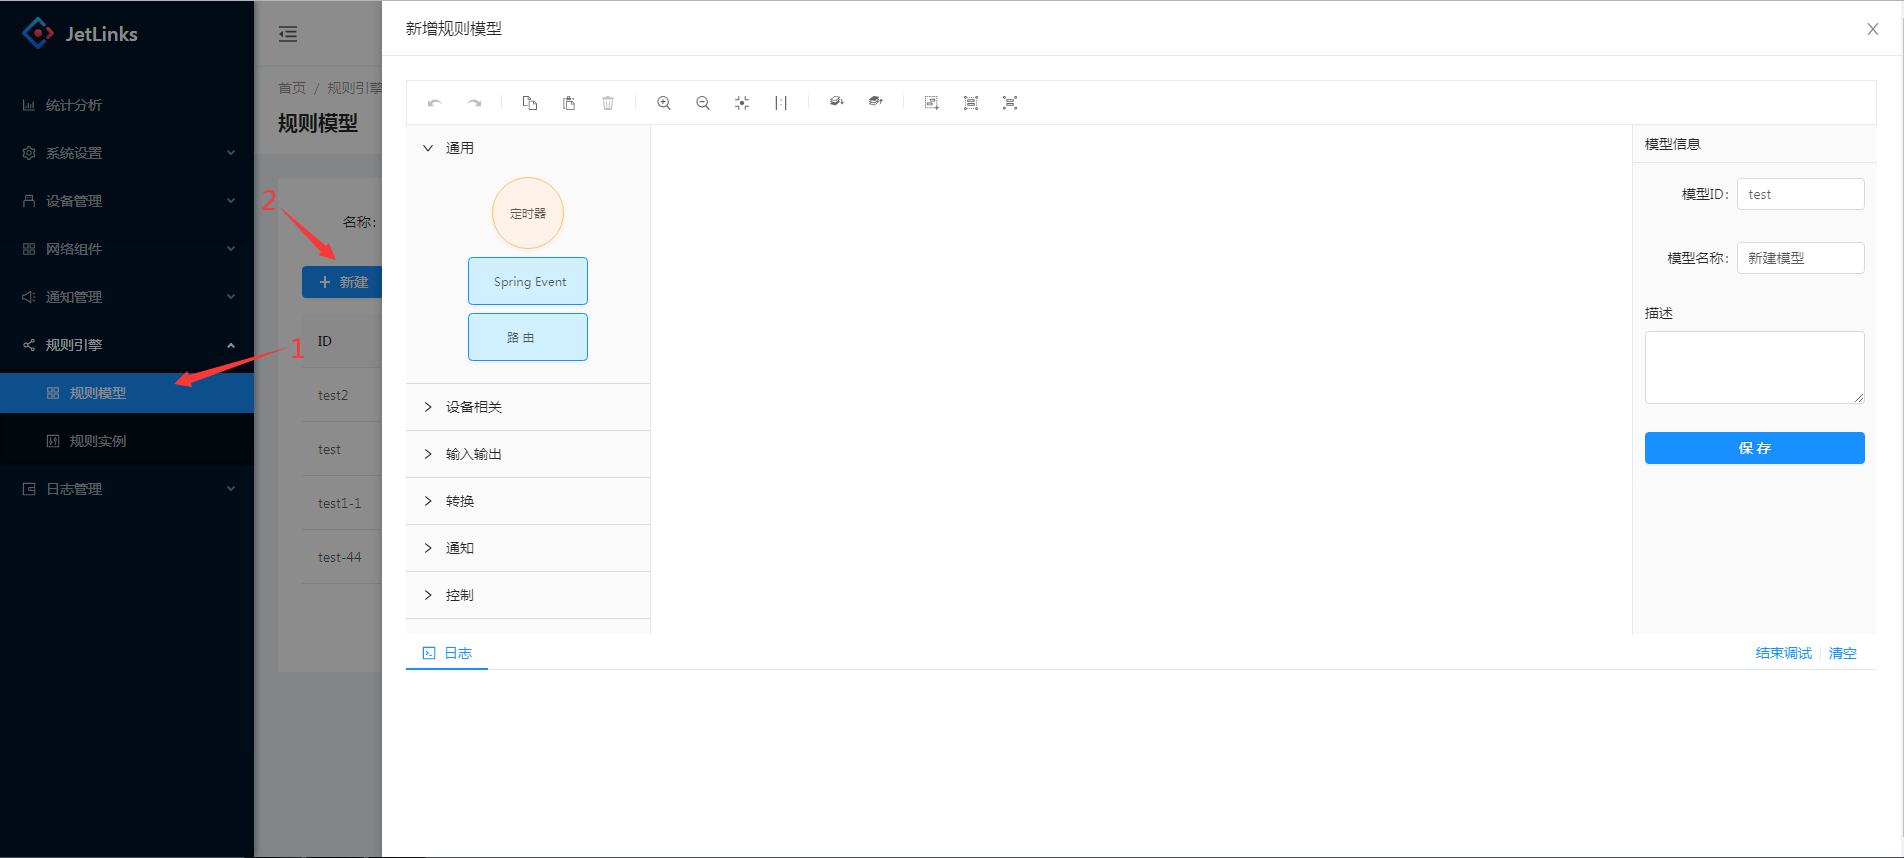 JetLinks
统计分析
系统设置
设备管理
网络组件
通知管理
规则引擎
规则模型
规则实例
日志管理
首页 / 规则引擎
规则模型
名称:
新建
ID
test2
test
test1-1
test-44
1
2
新增规则模型
通用
定时器
Spring Event
路 由
设备相关
输入输出
转换
通知
控制
模型信息
模型ID: test
模型名称: 新建模型
描述
保 存
日志
结束调试 清空